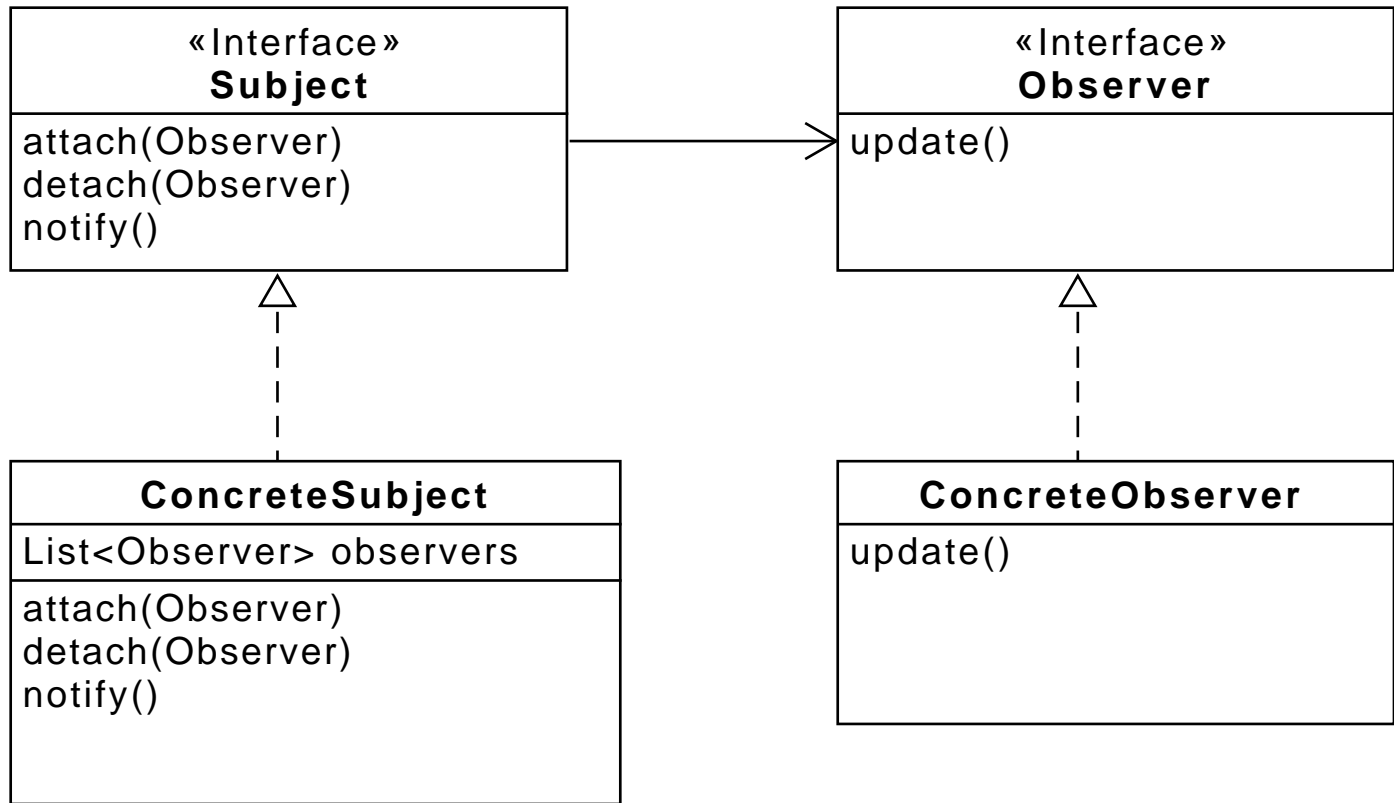 «Interface»
Subject
attach(Observer)
detach(Observer)
notify()
«Interface»
Observer
update()
ConcreteSubject
List<Observer> observers
attach(Observer)
detach(Observer)
notify()
ConcreteObserver
update()